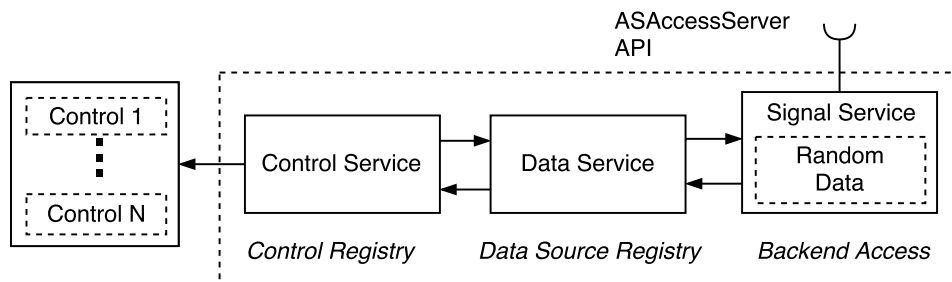 ASAccessServer
API
Control 1
Control N
Control Service
Data Service
Signal Service
Random
Data
Control Registry
Data Source Registry
Backend Access